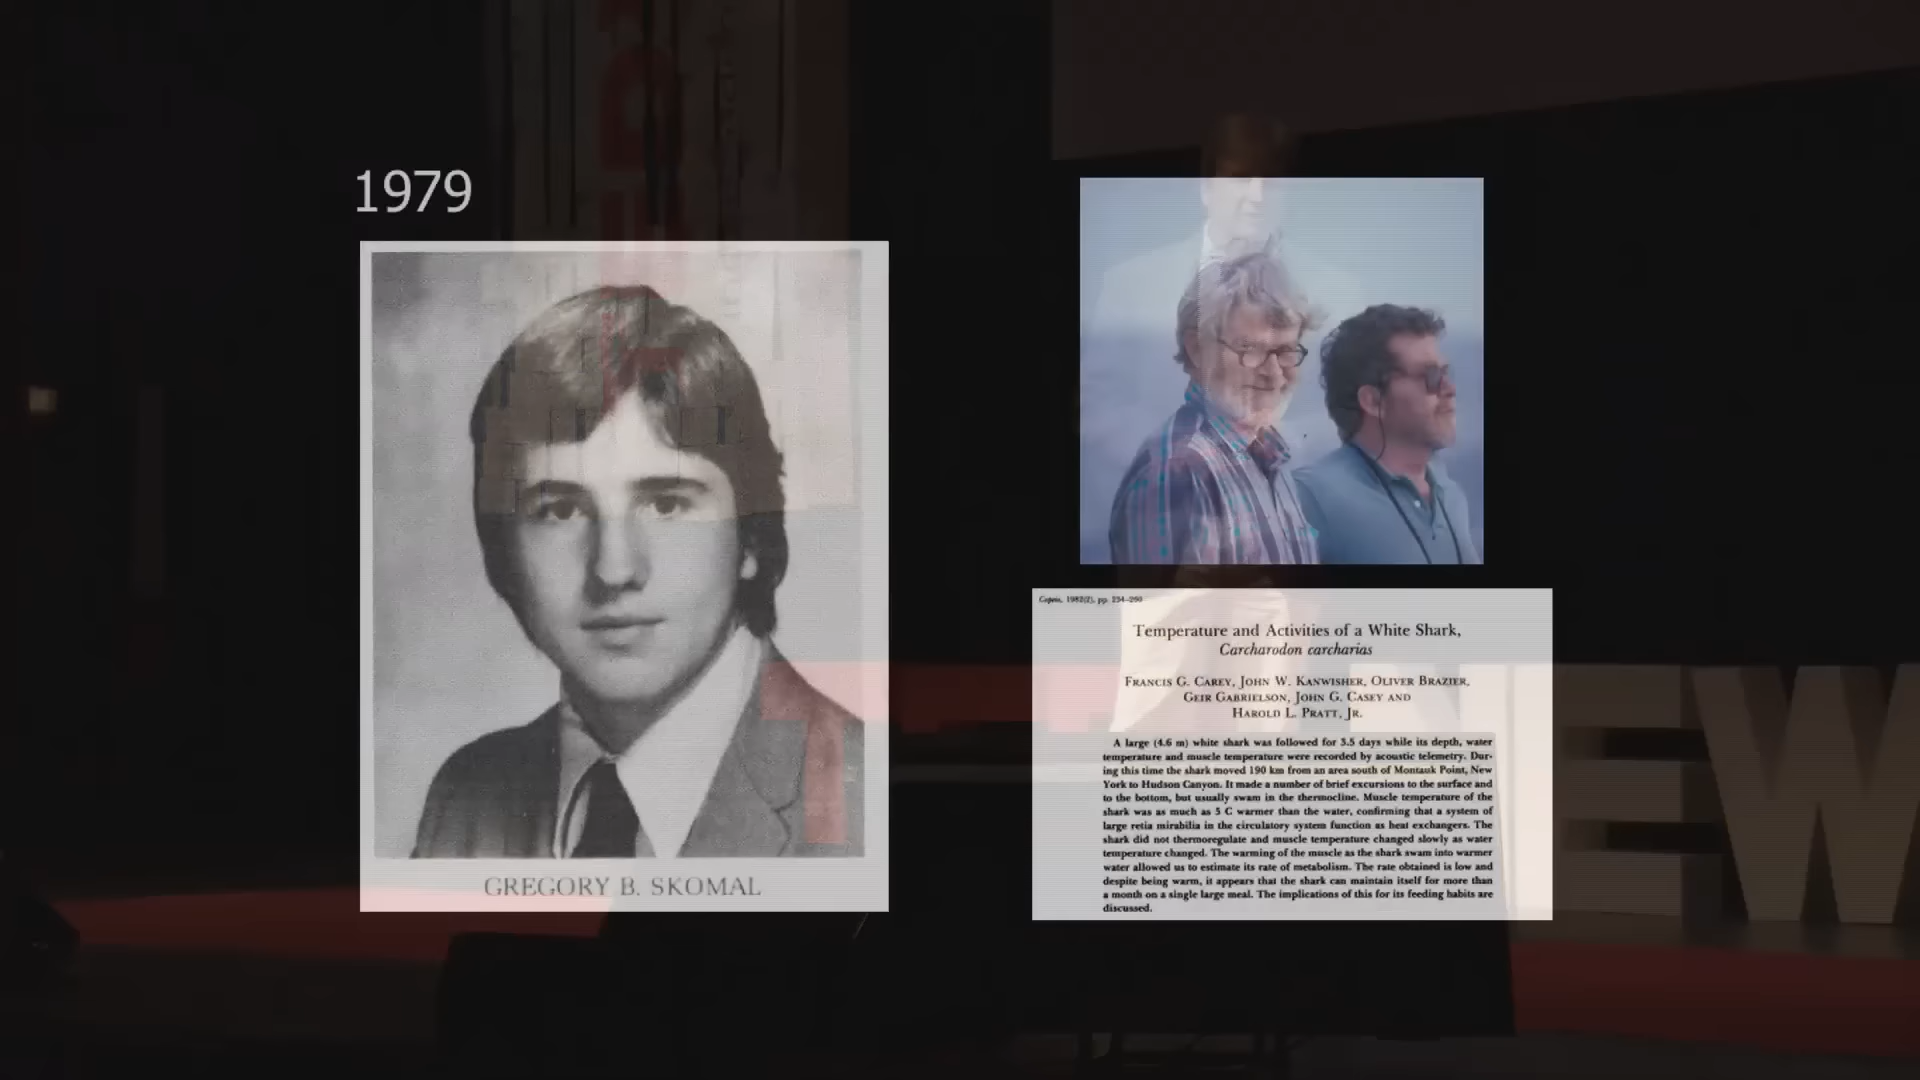 1979
GREGORY B. SKOMAL
Copeia, 1982(2), pp. 254-260
Temperature and Activities of a White Shark,
Carcharodon carcharias
FRANCIS G. CAREY, JOHN W. KANWISHER, OLIVER BRAZIER,
GEIR GABRIELSON, JOHN G. CASEY AND
HAROLD L. PRATT, JR.
A large (4.6 m) white shark was followed for 3.5 days while its depth, water
temperature and muscle temperature were recorded by acoustic telemetry. Dur-
ing this time the shark moved 190 km from an area south of Montauk Point, New
York to Hudson Canyon. It made a number of brief excursions to the surface and
to the bottom, but usually swam in the thermocline. Muscle temperature of the
shark was as much as 5 C warmer than the water, confirming that a system of
large retia mirabilia in the circulatory system function as heat exchangers. The
shark did not thermoregulate and muscle temperature changed slowly as water
temperature changed. The warming of the muscle as the shark swam into warmer
water allowed us to estimate its rate of metabolism. The rate obtained is low and
despite being warm, it appears that the shark can maintain itself for more than
a month on a single large meal. The implications of this for its feeding habits are
discussed.
EW